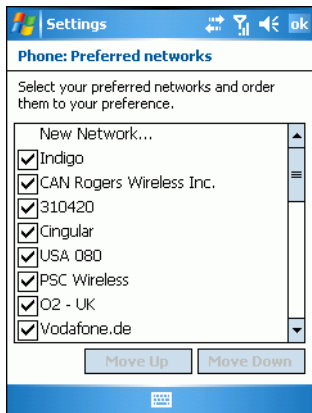 Settings
ok
Phone: Preferred networks
Select your preferred networks and order
them to your preference.
New Network...
Indigo
CAN Rogers Wireless Inc.
310420
Cingular
USA 080
PSC Wireless
O2 - UK
Vodafone.de
Move Up Move Down